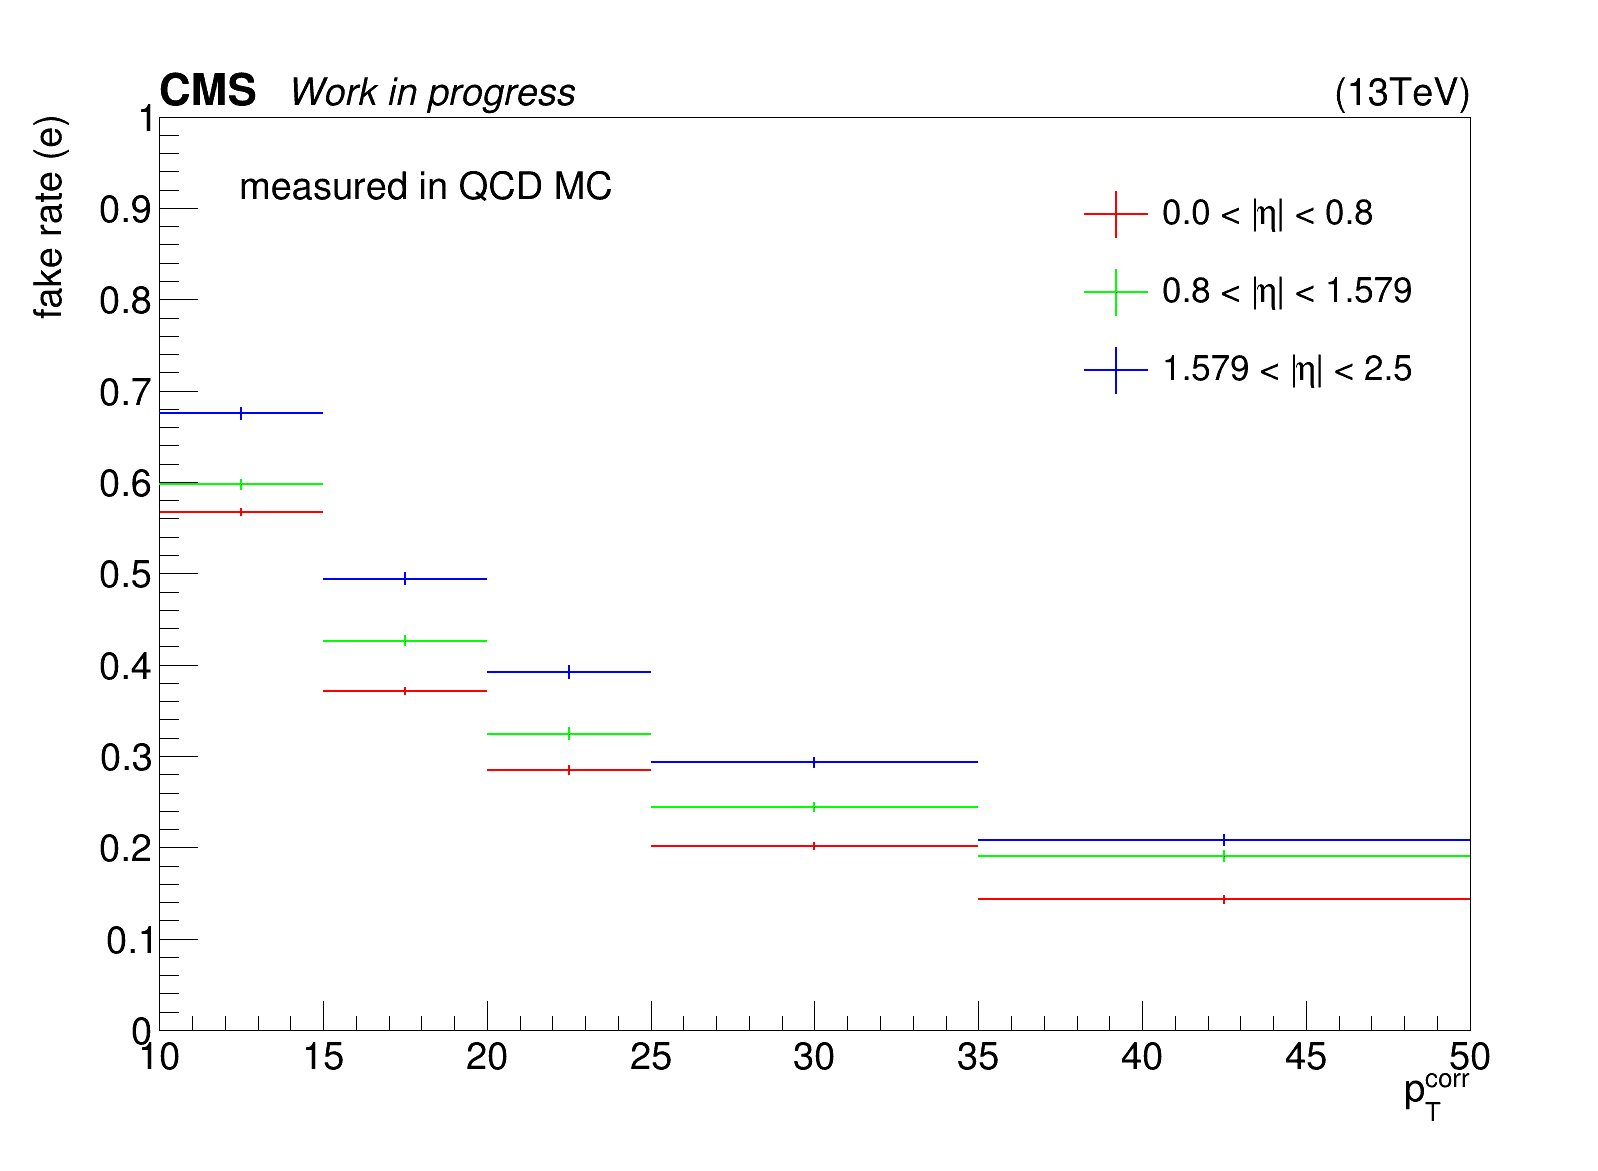 CMS Work in progress (13TeV)
fake rate (e)
measured in QCD MC
0.0 < |η| < 0.8
0.8 < |η| < 1.579
1.579 < |η| < 2.5
1
0.9
0.8
0.7
0.6
0.5
0.4
0.3
0.2
0.1
0
10 15 20 25 30 35 40 45 50
p_T^corr